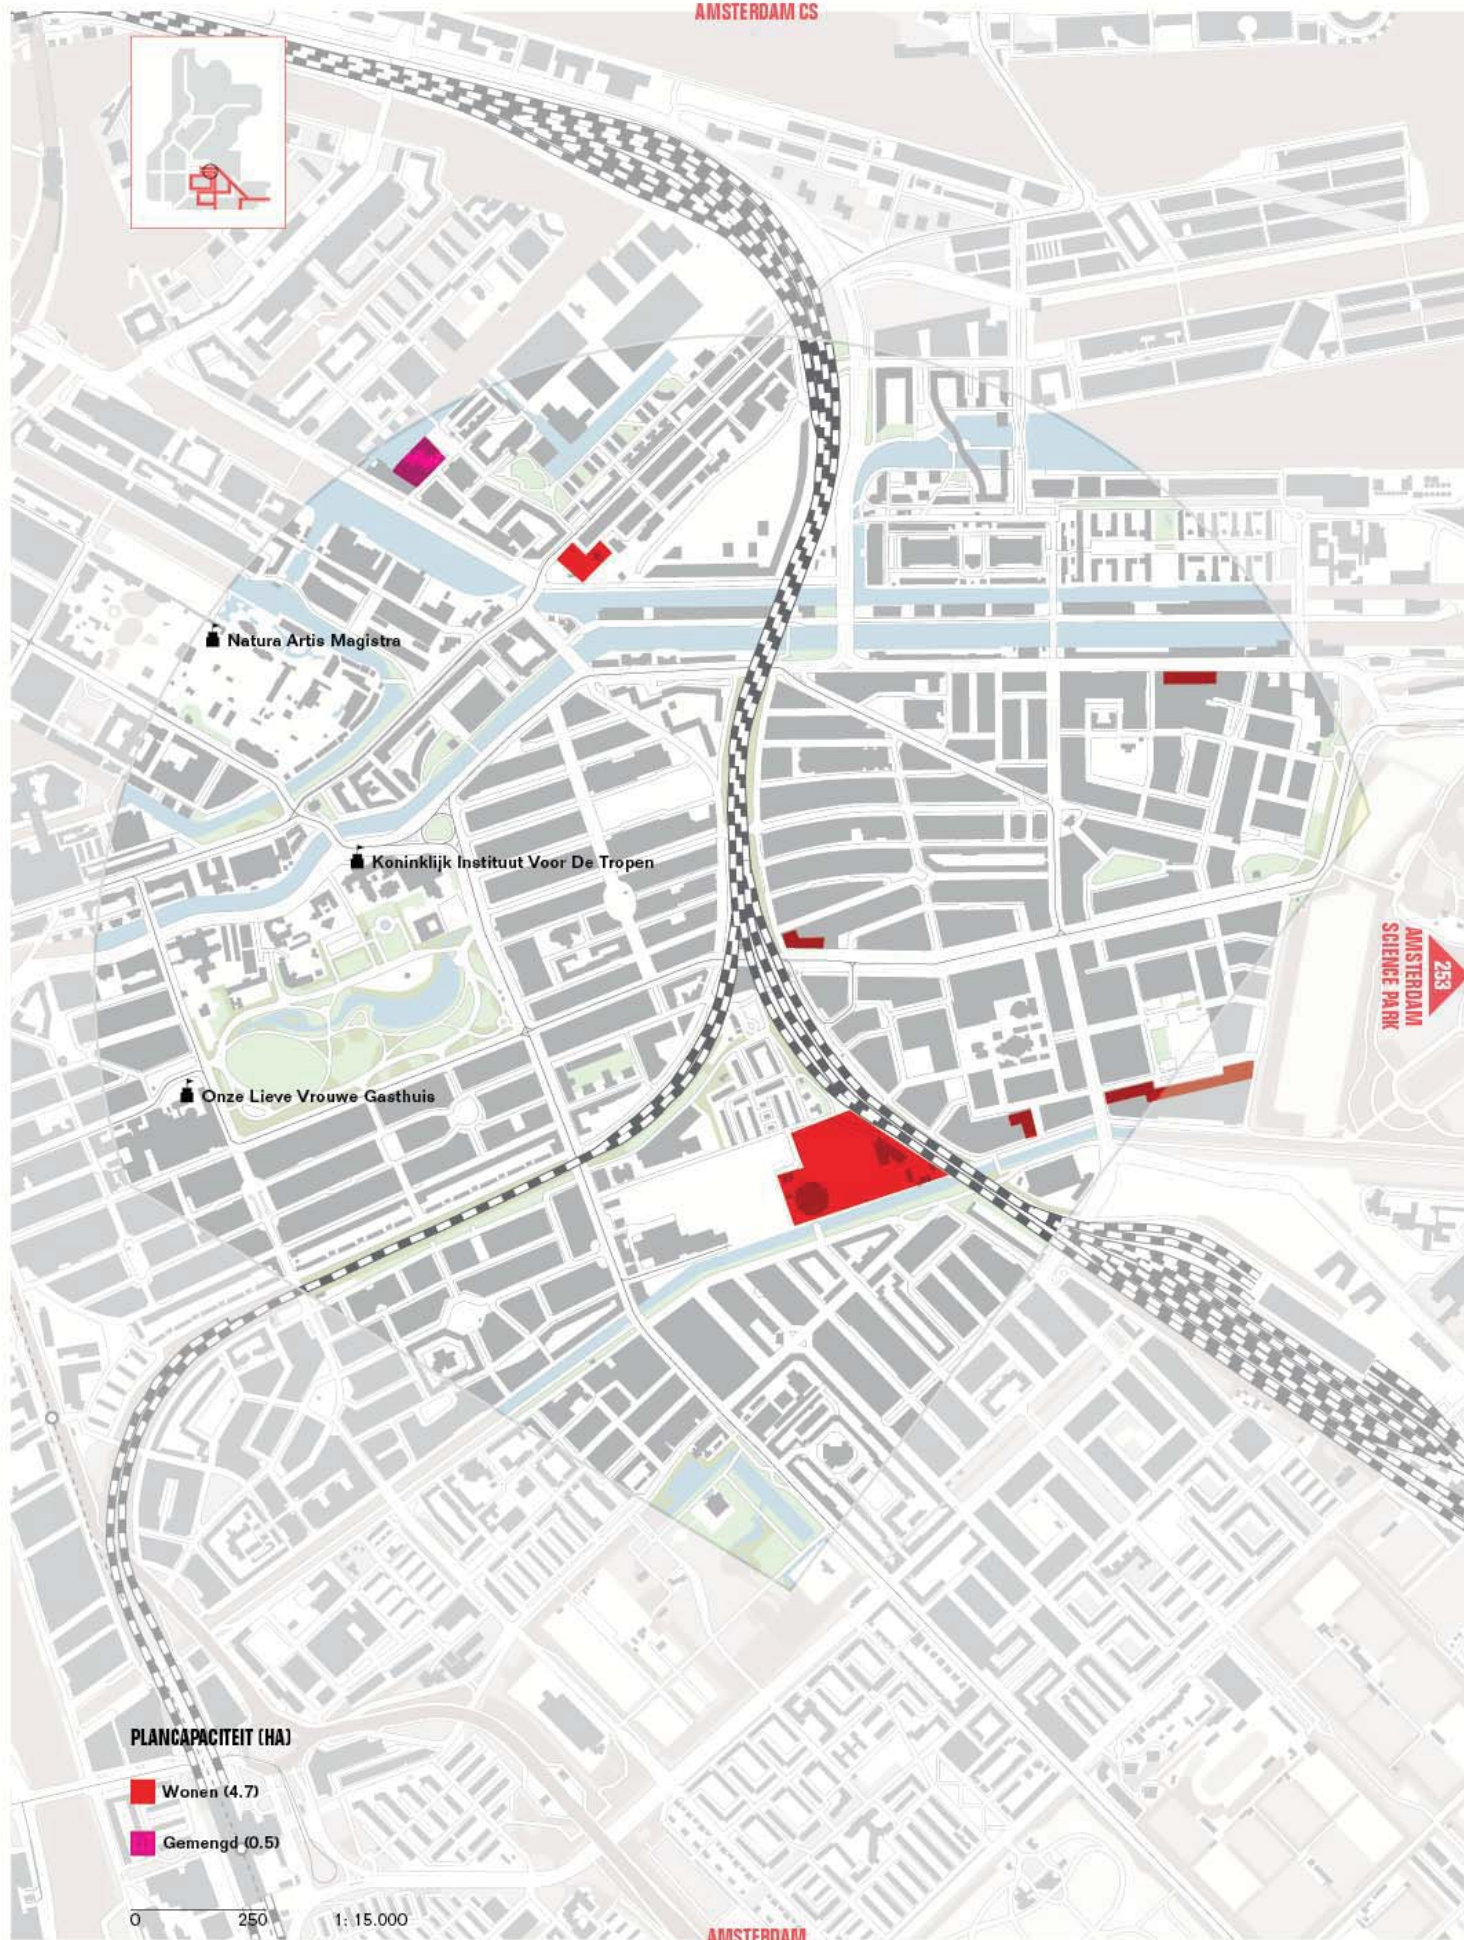 AMSTERDAM CS
Natura Artis Magistra
Koninklijk Instituut Voor De Tropen
253
AMSTERDAM
SCIENCE PARK
Onze Lieve Vrouwe Gasthuis
PLANCAPACITEIT (HA)
Wonen (4.7)
Gemengd (0.5)
0 250 1: 15.000
AMSTERDAM